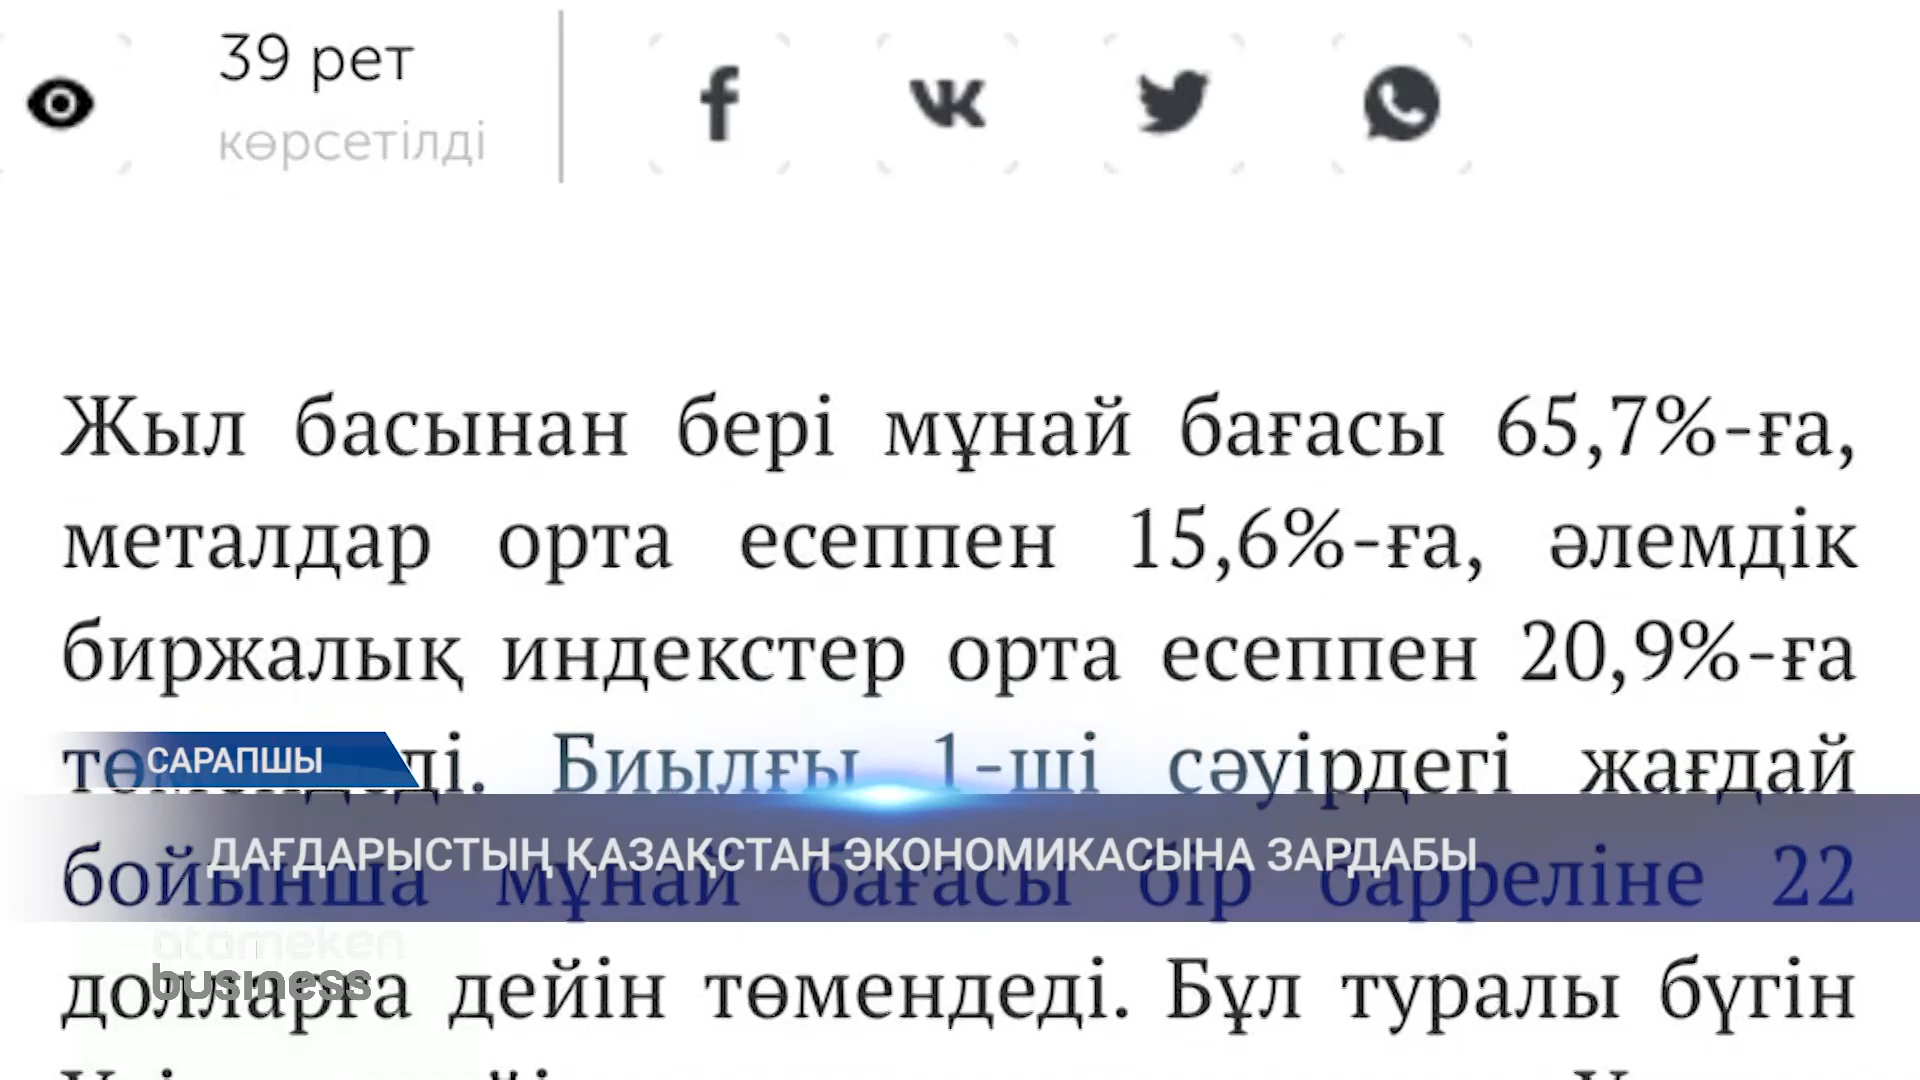 39 рет
көрсетілді
Жыл басынан бері мұнай бағасы 65,7%-ға,
металдар орта есеппен 15,6%-ға, әлемдік
биржалық индекстер орта есеппен 20,9%-ға
төмендеді. Биылғы 1-ші сәуірдегі жағдай
САРАПШЫ
бойынша мұнай бағасы бір барреліне 22
ДАҒДАРЫСТЫҢ ҚАЗАҚСТАН ЭКОНОМИКАСЫНА ЗАРДАБЫ
долларға дейін төмендеді. Бұл туралы бүгін
atameken
business